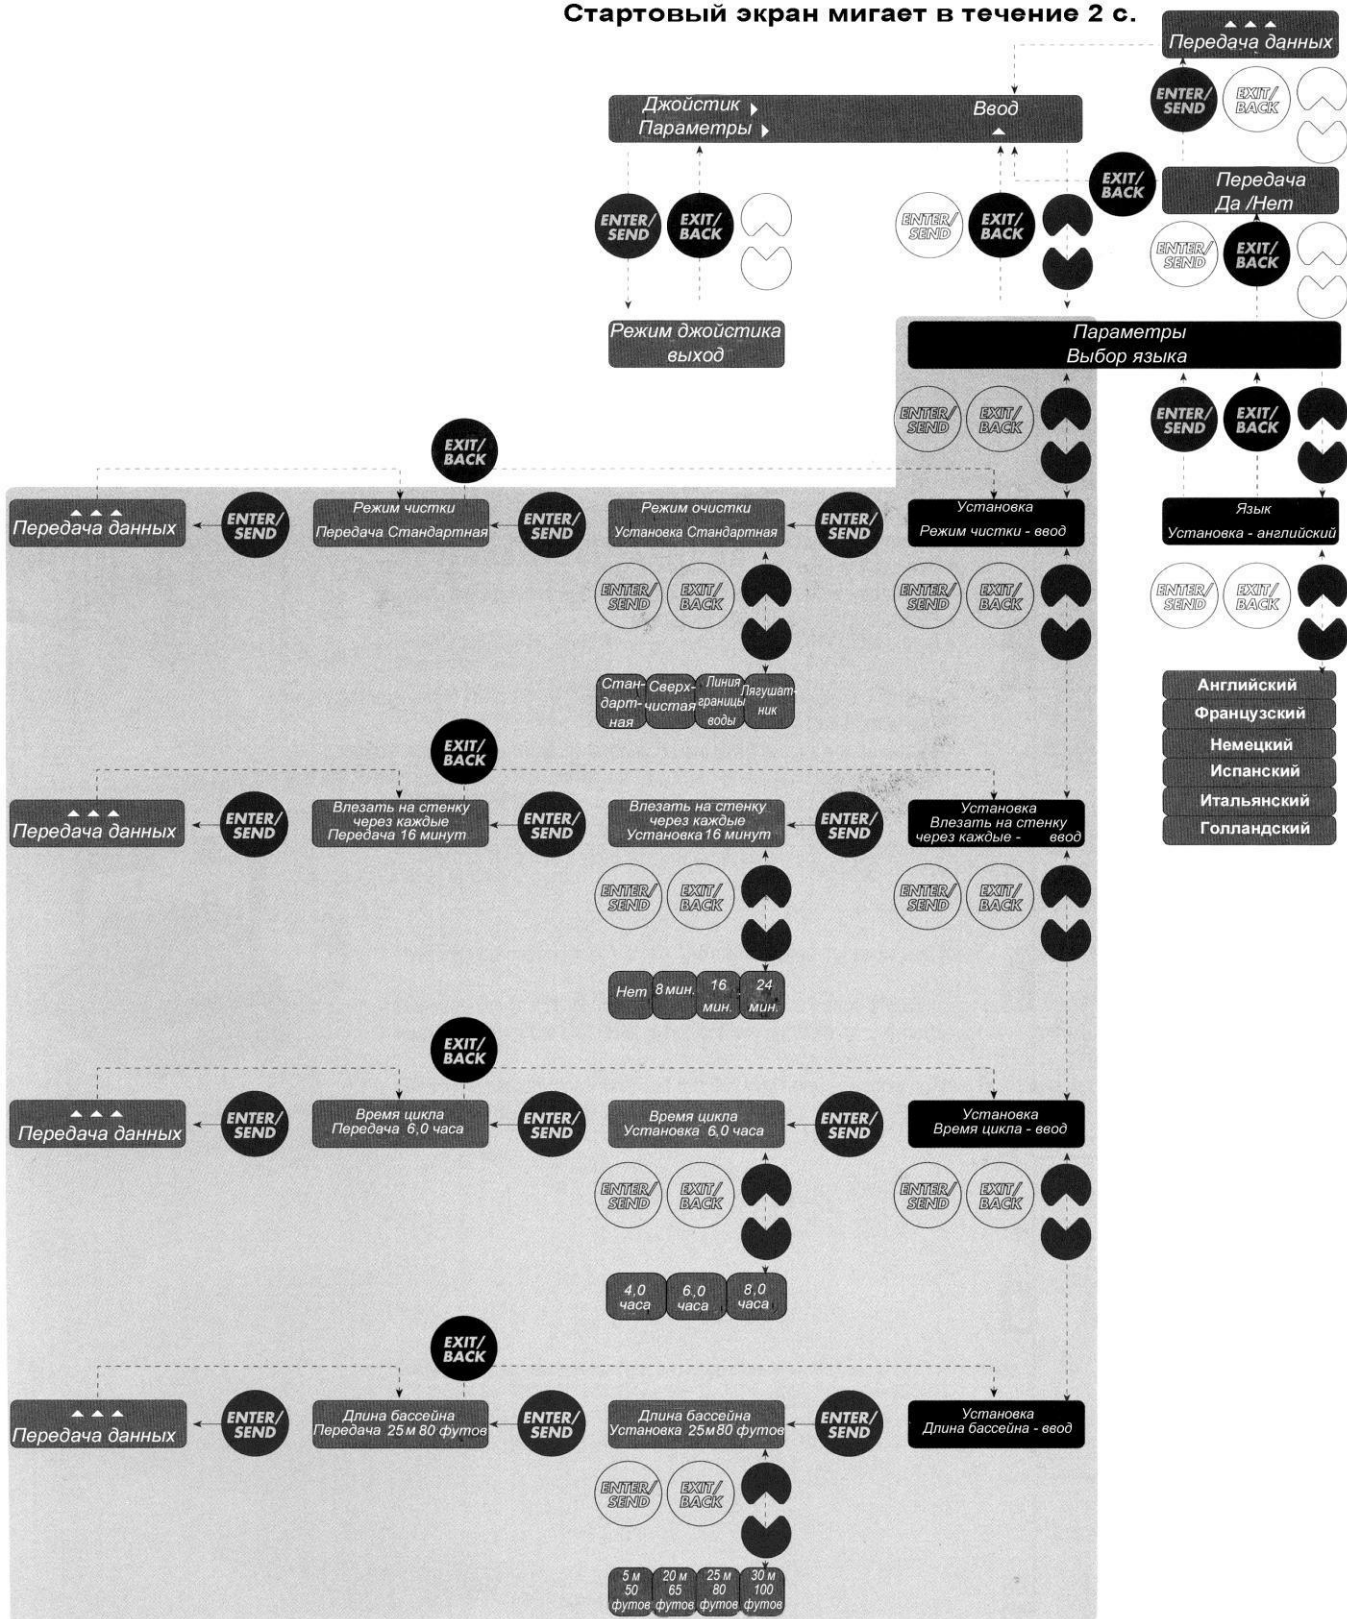 Стартовый экран мигает в течение 2 с.
Передача данных
ENTER/
SEND
EXIT/
BACK
Джойстик
Параметры
Ввод
EXIT/
BACK
Передача
Да /Нет
ENTER/
SEND
EXIT/
BACK
ENTER/
SEND
EXIT/
BACK
ENTER/
SEND
EXIT/
BACK
Режим джойстика
выход
Параметры
Выбор языка
ENTER/
SEND
EXIT/
BACK
ENTER/
SEND
EXIT/
BACK
EXIT/
BACK
Передача данных
ENTER/
SEND
Режим чистки
Передача Стандартная
ENTER/
SEND
Режим очистки
Установка Стандартная
ENTER/
SEND
Установка
Режим чистки - ввод
Язык
Установка - английский
ENTER/
SEND
EXIT/
BACK
ENTER/
SEND
EXIT/
BACK
ENTER/
SEND
EXIT/
BACK
Стан-
дарт-
ная
Сверх-
чистая
Линия
границы
воды
Лягушат-
ник
Английский
Французский
Немецкий
Испанский
Итальянский
Голландский
EXIT/
BACK
Передача данных
ENTER/
SEND
Влезать на стенку
через каждые
Передача 16 минут
ENTER/
SEND
Влезать на стенку
через каждые
Установка 16 минут
ENTER/
SEND
Установка
Влезать на стенку
через каждые - ввод
ENTER/
SEND
EXIT/
BACK
ENTER/
SEND
EXIT/
BACK
Нет
8 мин.
16
мин.
24
мин.
EXIT/
BACK
Передача данных
ENTER/
SEND
Время цикла
Передача 6,0 часа
ENTER/
SEND
Время цикла
Установка 6,0 часа
ENTER/
SEND
Установка
Время цикла - ввод
ENTER/
SEND
EXIT/
BACK
ENTER/
SEND
EXIT/
BACK
4,0
часа
6,0
часа
8,0
часа
EXIT/
BACK
Передача данных
ENTER/
SEND
Длина бассейна
Передача 25 м 80 футов
ENTER/
SEND
Длина бассейна
Установка 25 м 80 футов
ENTER/
SEND
Установка
Длина бассейна - ввод
ENTER/
SEND
EXIT/
BACK
5 м
50
футов
20 м
65
футов
25 м
80
футов
30 м
100
футов